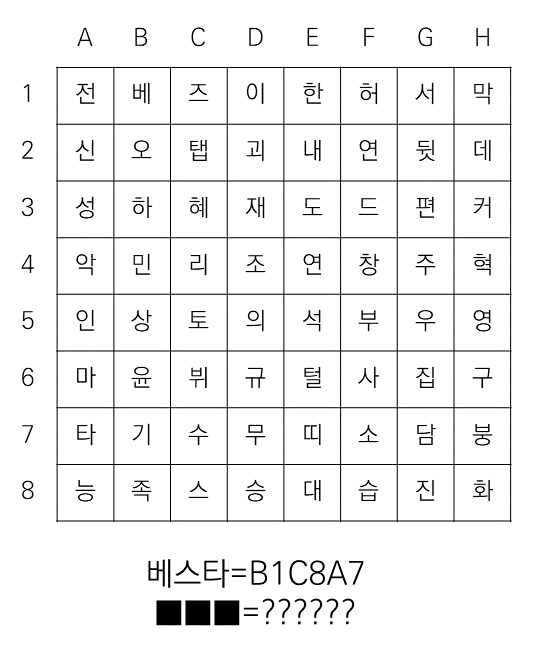 A B C D E F G H
1 전 베 즈 이 한 허 서 막
2 신 오 탭 괴 내 연 뒷 데
3 성 하 혜 재 도 드 편 커
4 악 민 리 조 연 창 주 혁
5 인 상 토 의 석 부 우 영
6 마 윤 뷔 규 털 사 집 구
7 타 기 수 무 띠 소 담 붕
8 능 족 스 승 대 습 진 화
베스타=B1C8A7
■■■=??????